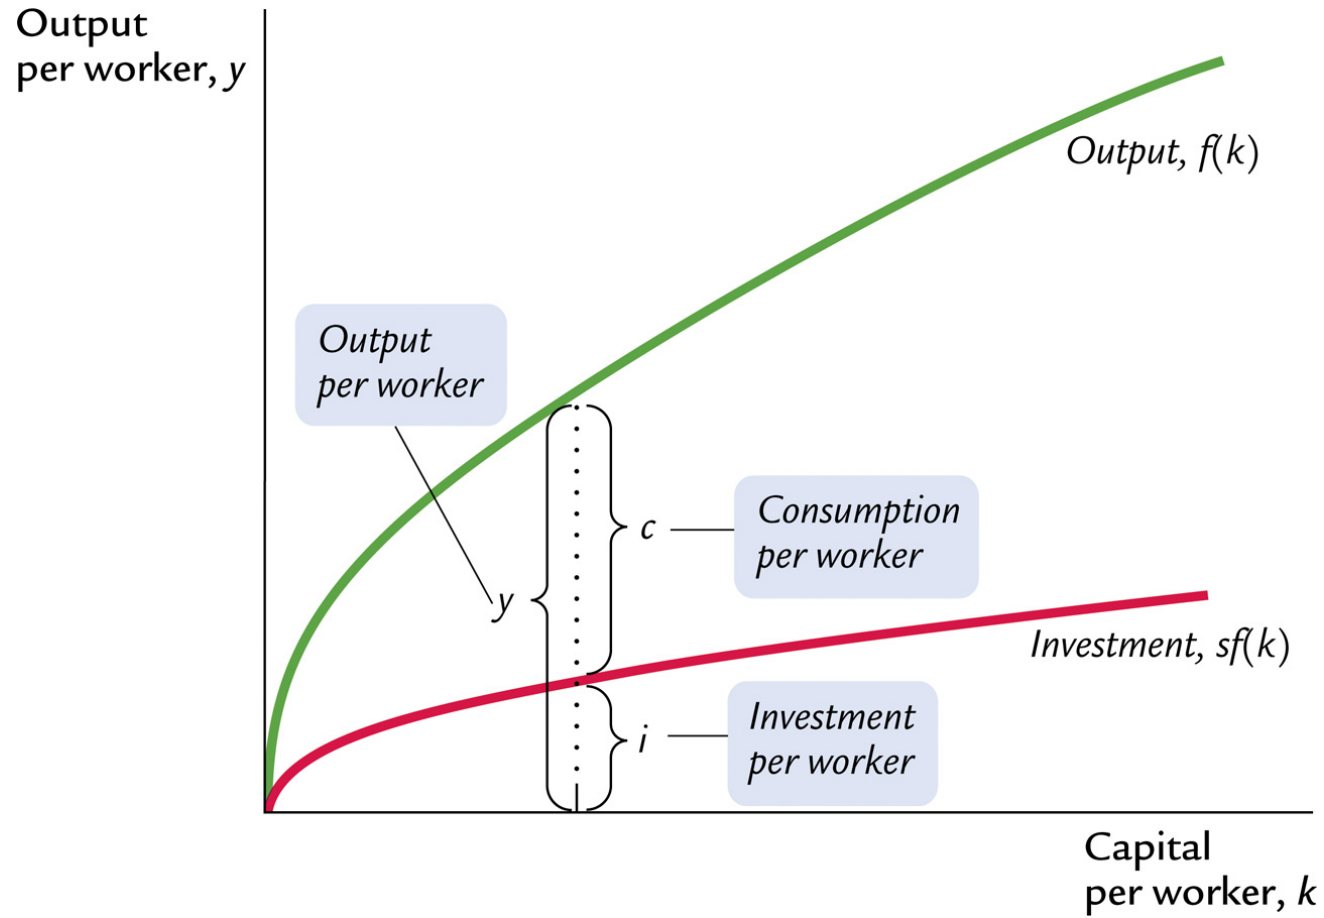 Output
per worker, y
Output, f(k)
Output
per worker
Consumption
per worker
c
y
Investment, sf(k)
Investment
per worker
i
Capital
per worker, k